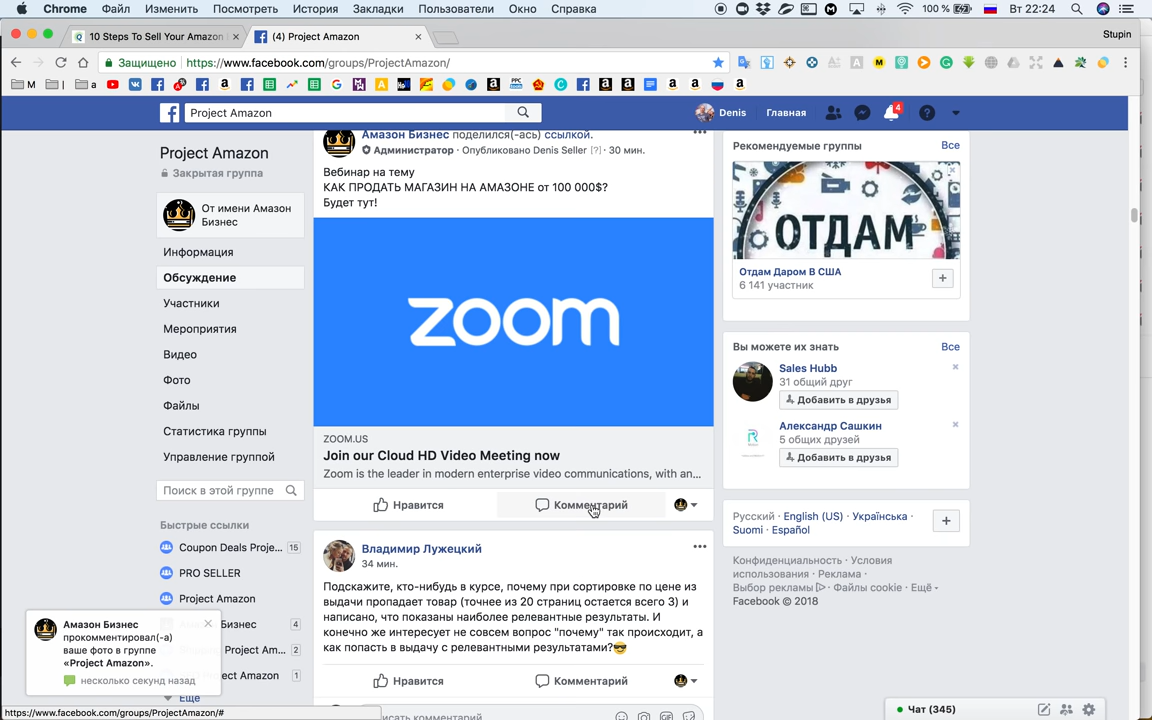 Chrome Файл Изменить Посмотреть История Закладки Пользователи Окно Справка 100 % Вт 22:24
10 Steps To Sell Your Amazon (4) Project Amazon Stupin
Защищено https://www.facebook.com/groups/ProjectAmazon/
М | a
Project Amazon Denis Главная 4
Project Amazon
Закрытая группа
От имени Амазон
Бизнес
Информация
Обсуждение
Участники
Мероприятия
Видео
Фото
Файлы
Статистика группы
Управление группой
Поиск в этой группе
Быстрые ссылки
Coupon Deals Proje... 15
PRO SELLER
Project Amazon
Бизнес 4
Project Am... 2
ect Amazon 1
Ещё
Амазон Бизнес
прокомментировал(-а)
ваше фото в группе
«Project Amazon».
несколько секунд назад
https://www.facebook.com/groups/ProjectAmazon/#
Амазон Бизнес поделился(-ась) ссылкой.
Администратор · Опубликовано Denis Seller [?] · 30 мин.
Вебинар на тему
КАК ПРОДАТЬ МАГАЗИН НА АМАЗОНЕ от 100 000$?
Будет тут!
zoom
ZOOM.US
Join our Cloud HD Video Meeting now
Zoom is the leader in modern enterprise video communications, with an...
Нравится Комментарий
Владимир Лужецкий
34 мин.
Подскажите, кто-нибудь в курсе, почему при сортировке по цене из
выдачи пропадает товар (точнее из 20 страниц остается всего 3) и
написано, что показаны наиболее релевантные результаты. И
конечно же интересует не совсем вопрос "почему" так происходит, а
как попасть в выдачу с релевантными результатами?😎
Нравится Комментарий
писать комментарий
Рекомендуемые группы Все
ОТДАМ
Отдам Даром В США
6 141 участник
Вы можете их знать Все
Sales Hubb
31 общий друг
Добавить в друзья
Александр Сашкин
5 общих друзей
Добавить в друзья
Русский · English (US) · Українська ·
Suomi · Español
Конфиденциальность · Условия
использования · Реклама ·
Выбор рекламы · Файлы cookie · Ещё
Facebook © 2018
Чат (345)